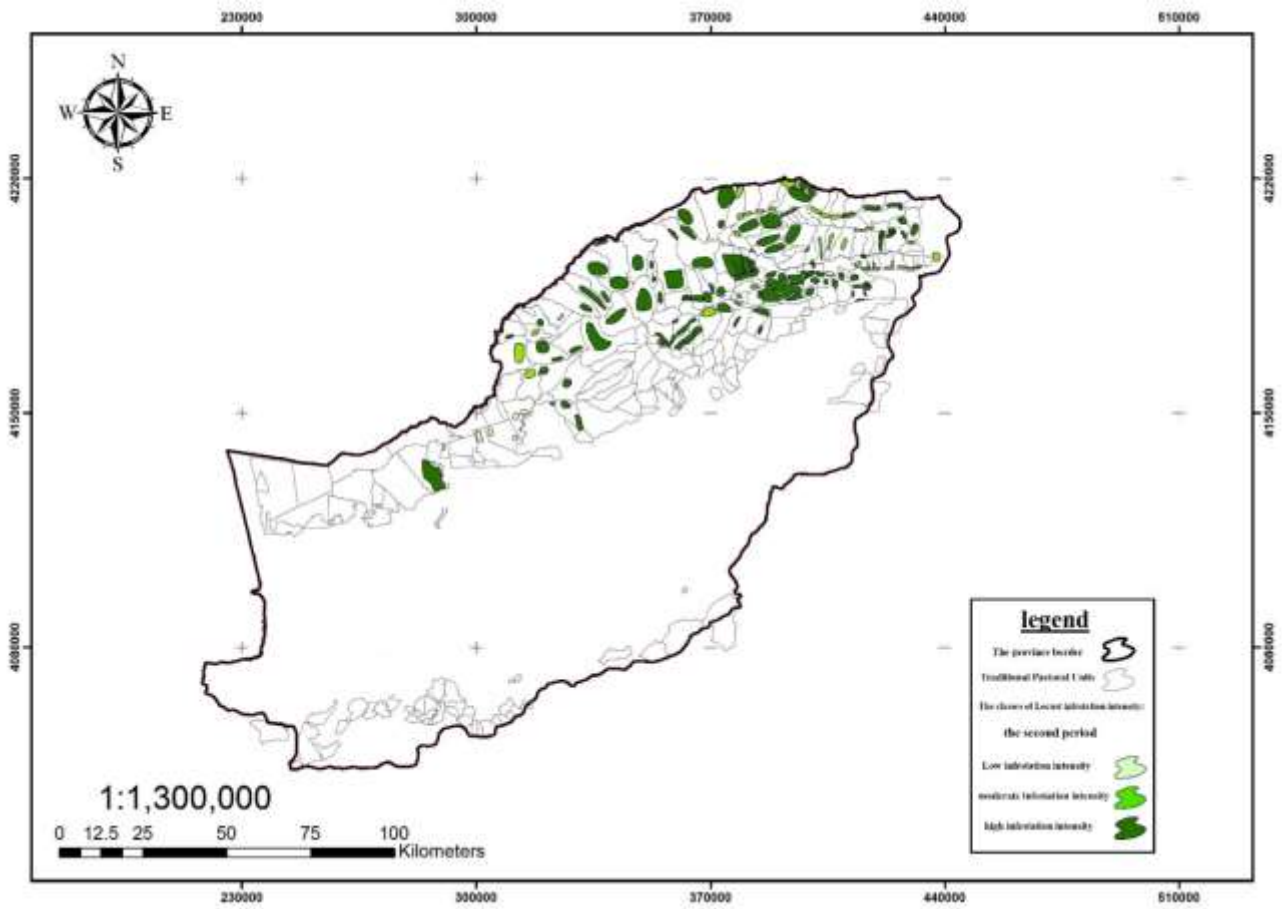 230000 300000 370000 440000 510000
N
W E
S
4220000 4220000
4150000 4150000
4080000 4080000
legend
The province border
Traditional Pastoral Units
The classes of Locust infestation intensity:
the second period
Low infestation intensity
moderate infestation intensity
high infestation intensity
1:1,300,000
0 12.5 25 50 75 100
Kilometers
230000 300000 370000 440000 510000